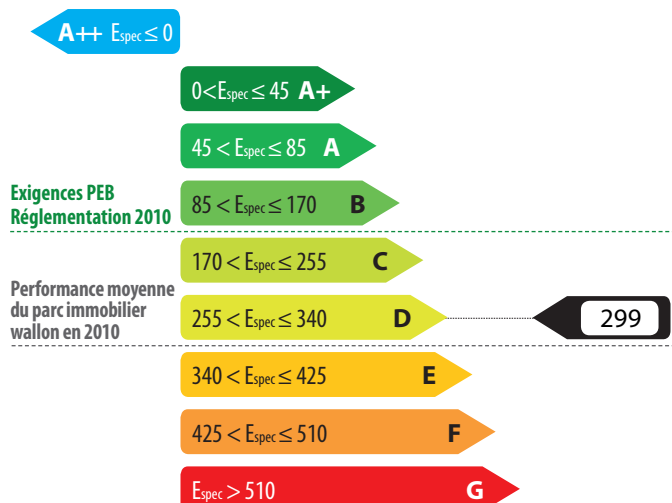 A++ Espec ≤ 0
0<Espec ≤ 45 A+
45 < Espec ≤ 85 A
Exigences PEB
Réglementation 2010
85 < Espec ≤ 170 B
170 < Espec ≤ 255 C
Performance moyenne
du parc immobilier
wallon en 2010
255 < Espec ≤ 340 D
299
340 < Espec ≤ 425 E
425 < Espec ≤ 510 F
Espec > 510 G